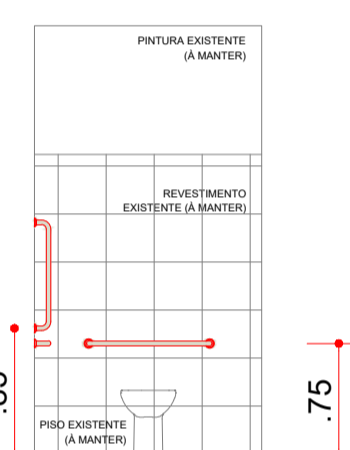 PINTURA EXISTENTE
(À MANTER)
REVESTIMENTO
EXISTENTE (À MANTER)
.75
PISO EXISTENTE
(À MANTER)